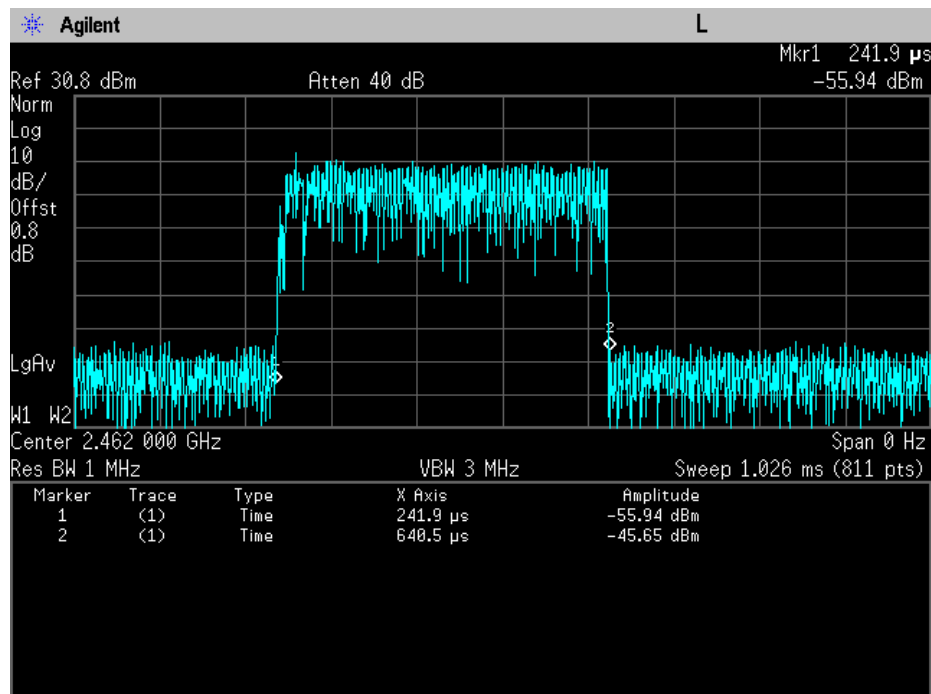 Agilent L
Mkr1 241.9 µs
Ref 30.8 dBm Atten 40 dB -55.94 dBm
Norm
Log
10
dB/
Offst
0.8
dB
2
1
LgAv
W1 W2
Center 2.462 000 GHz Span 0 Hz
Res BW 1 MHz VBW 3 MHz Sweep 1.026 ms (811 pts)
Marker Trace Type X Axis Amplitude
1 (1) Time 241.9 µs -55.94 dBm
2 (1) Time 640.5 µs -45.65 dBm